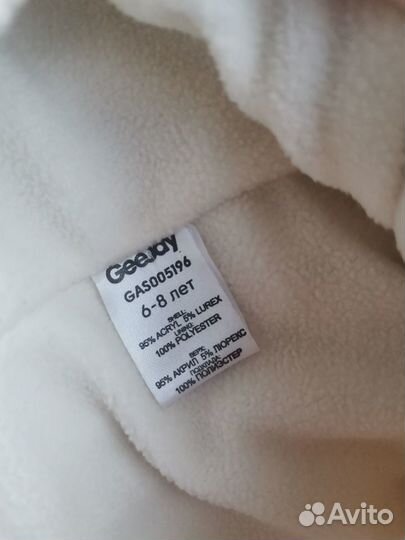 GeeJay
GAS005196
6-8 лет
SHELL:
95% ACRYL 5% LUREX
LINING:
100% POLYESTER
ВЕРХ:
95% АКРИЛ 5% ЛЮРЕКС
ПОДКЛАД:
100% ПОЛИЭСТЕР
Avito